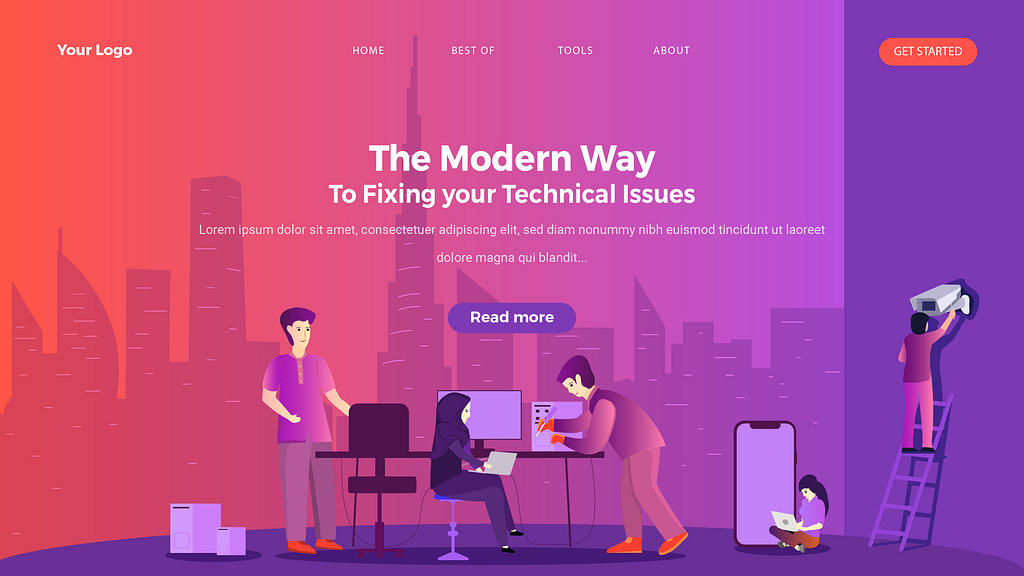 Your Logo
HOME
BEST OF
TOOLS
ABOUT
GET STARTED
The Modern Way
To Fixing your Technical Issues
Lorem ipsum dolor sit amet, consectetuer adipiscing elit, sed diam nonummy nibh euismod tincidunt ut laoreet
dolore magna qui blandit...
Read more